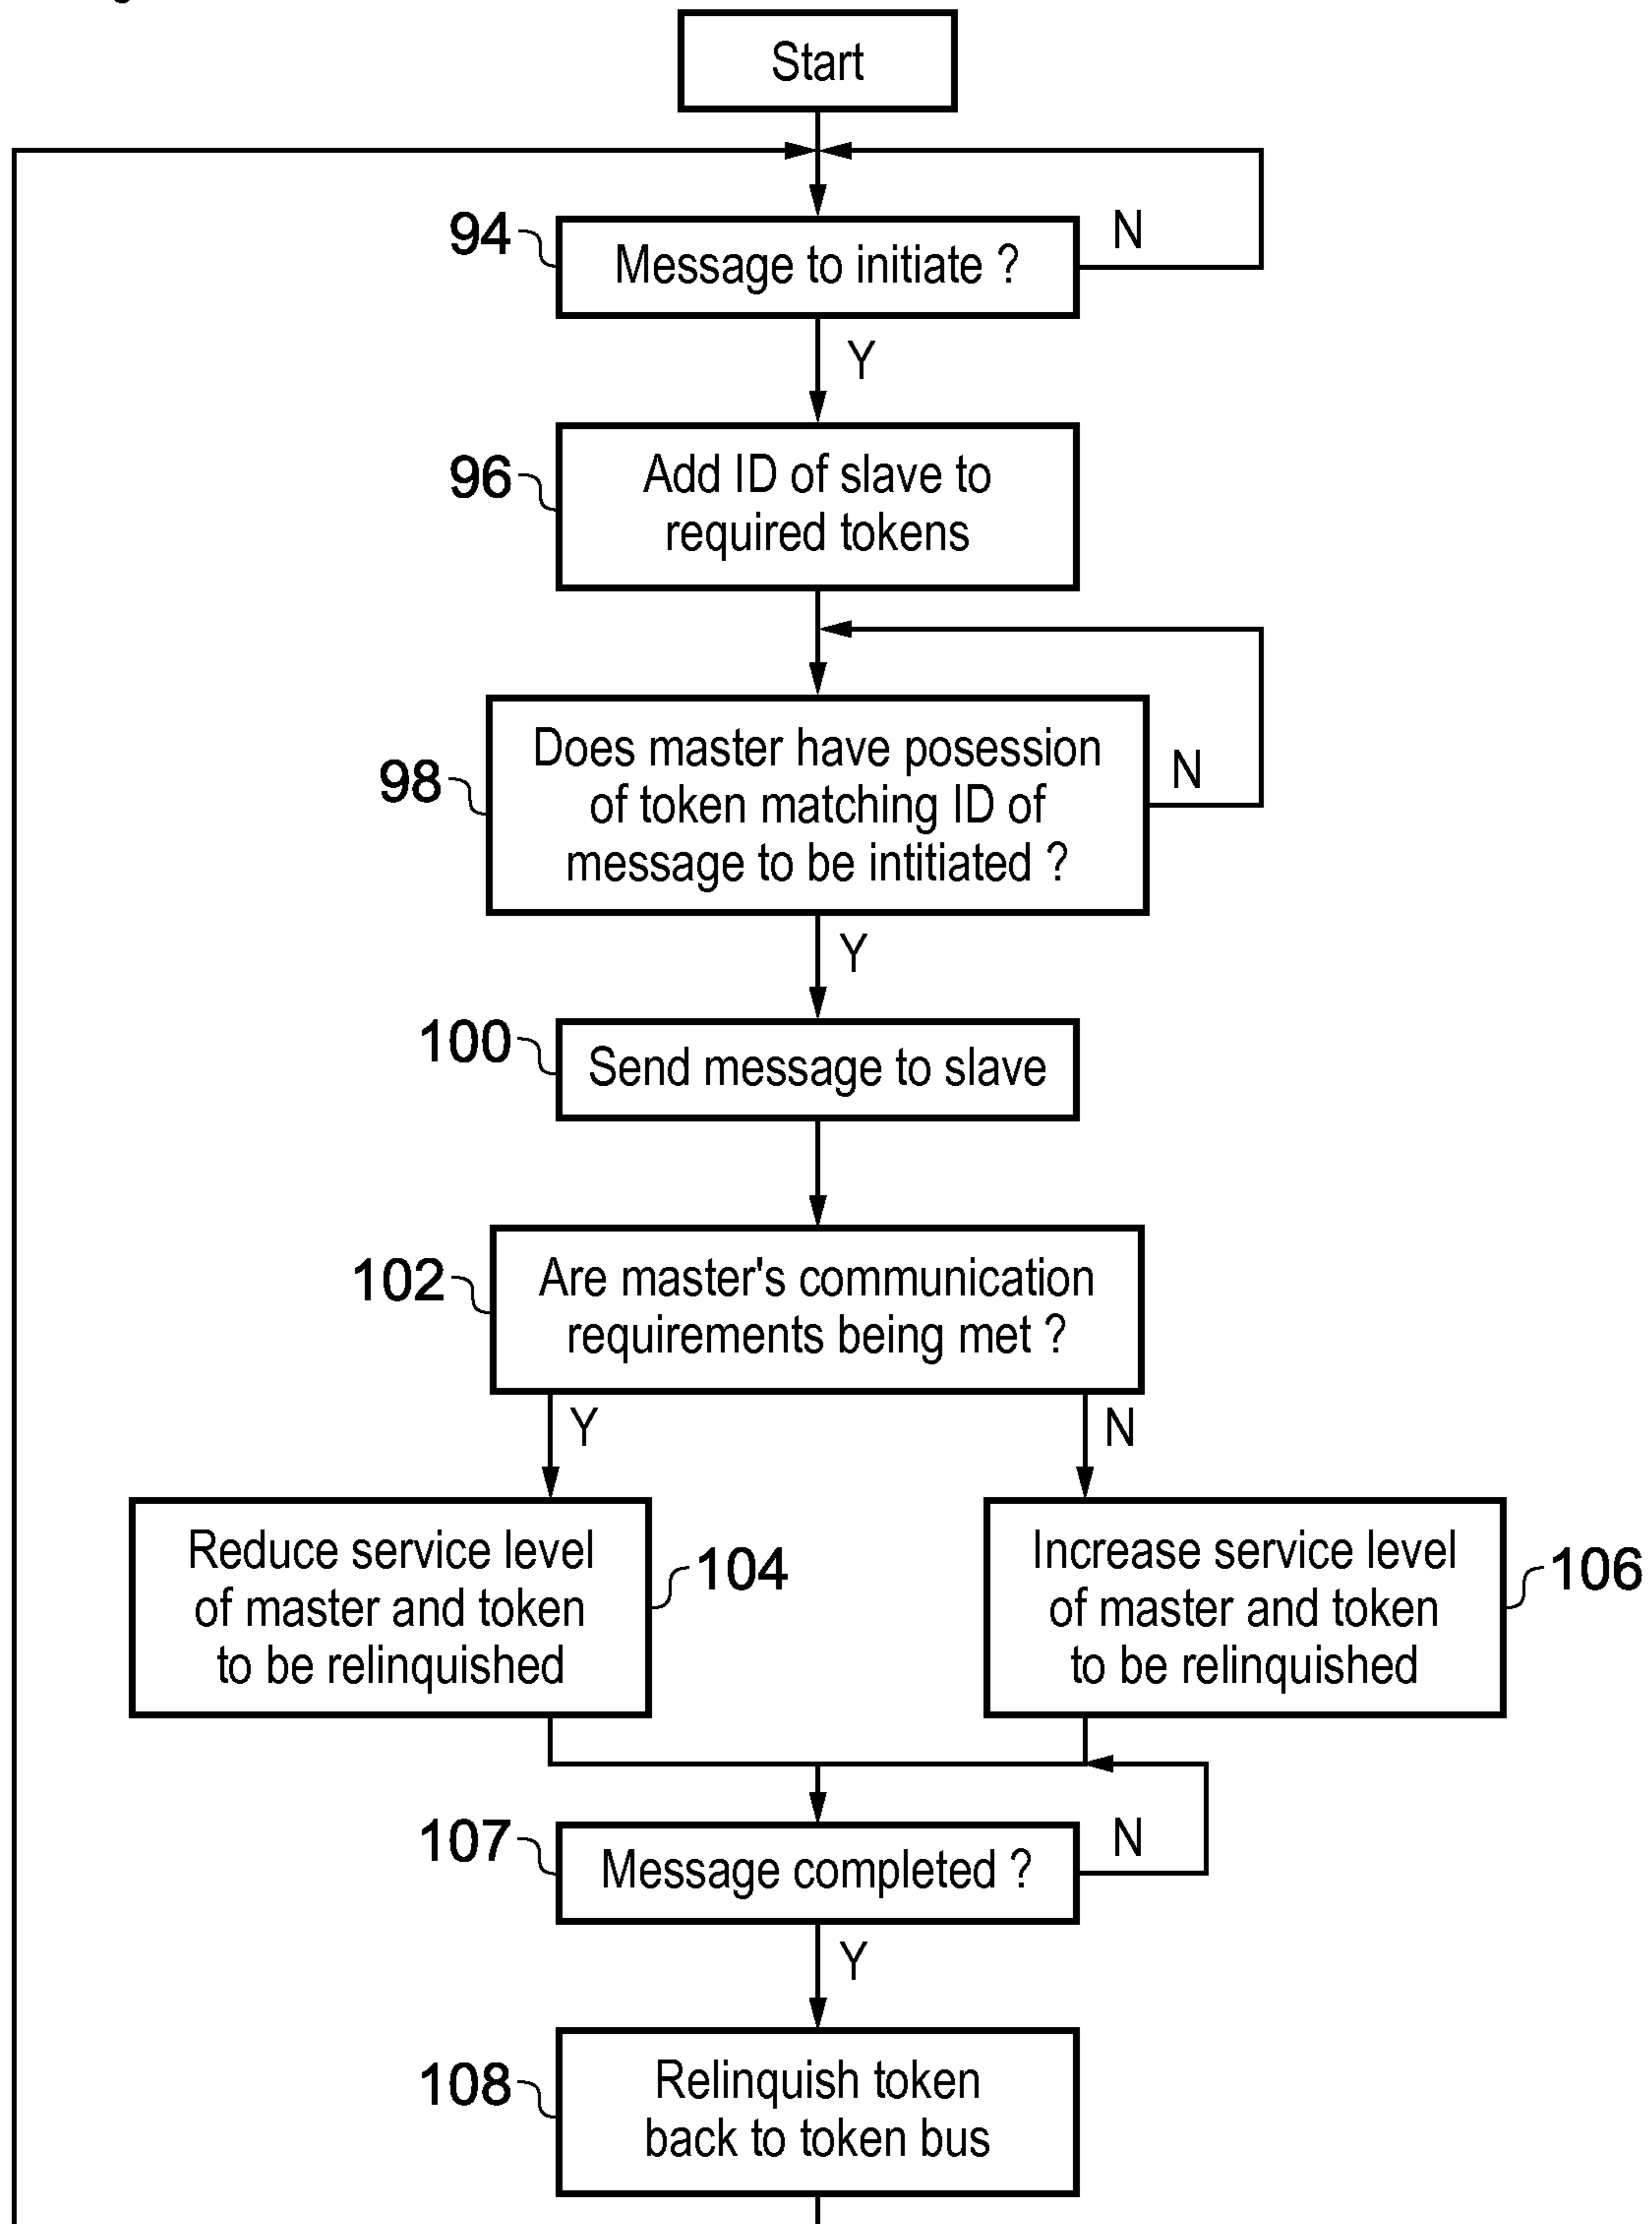 Start
94
Message to initiate ?
N
Y
96
Add ID of slave to
required tokens
98
Does master have posession
of token matching ID of
message to be intitiated ?
N
Y
100
Send message to slave
102
Are master's communication
requirements being met ?
Y
N
Reduce service level
of master and token
to be relinquished
104
Increase service level
of master and token
to be relinquished
106
107
Message completed ?
N
Y
108
Relinquish token
back to token bus